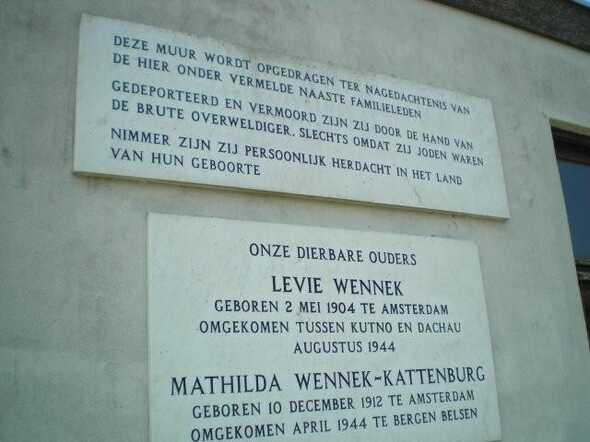 DEZE MUUR WORDT OPGEDRAGEN TER NAGEDACHTENIS VAN
DE HIER ONDER VERMELDE NAASTE FAMILIELEDEN
GEDEPORTEERD EN VERMOORD ZIJN ZIJ DOOR DE HAND VAN
DE BRUTE OVERWELDIGER, SLECHTS OMDAT ZIJ JODEN WAREN
NIMMER ZIJN ZIJ PERSOONLIJK HERDACHT IN HET LAND
VAN HUN GEBOORTE
ONZE DIERBARE OUDERS
LEVIE WENNEK
GEBOREN 2 MEI 1904 TE AMSTERDAM
OMGEKOMEN TUSSEN KUTNO EN DACHAU
AUGUSTUS 1944
MATHILDA WENNEK-KATTENBURG
GEBOREN 10 DECEMBER 1912 TE AMSTERDAM
OMGEKOMEN APRIL 1944 TE BERGEN BELSEN